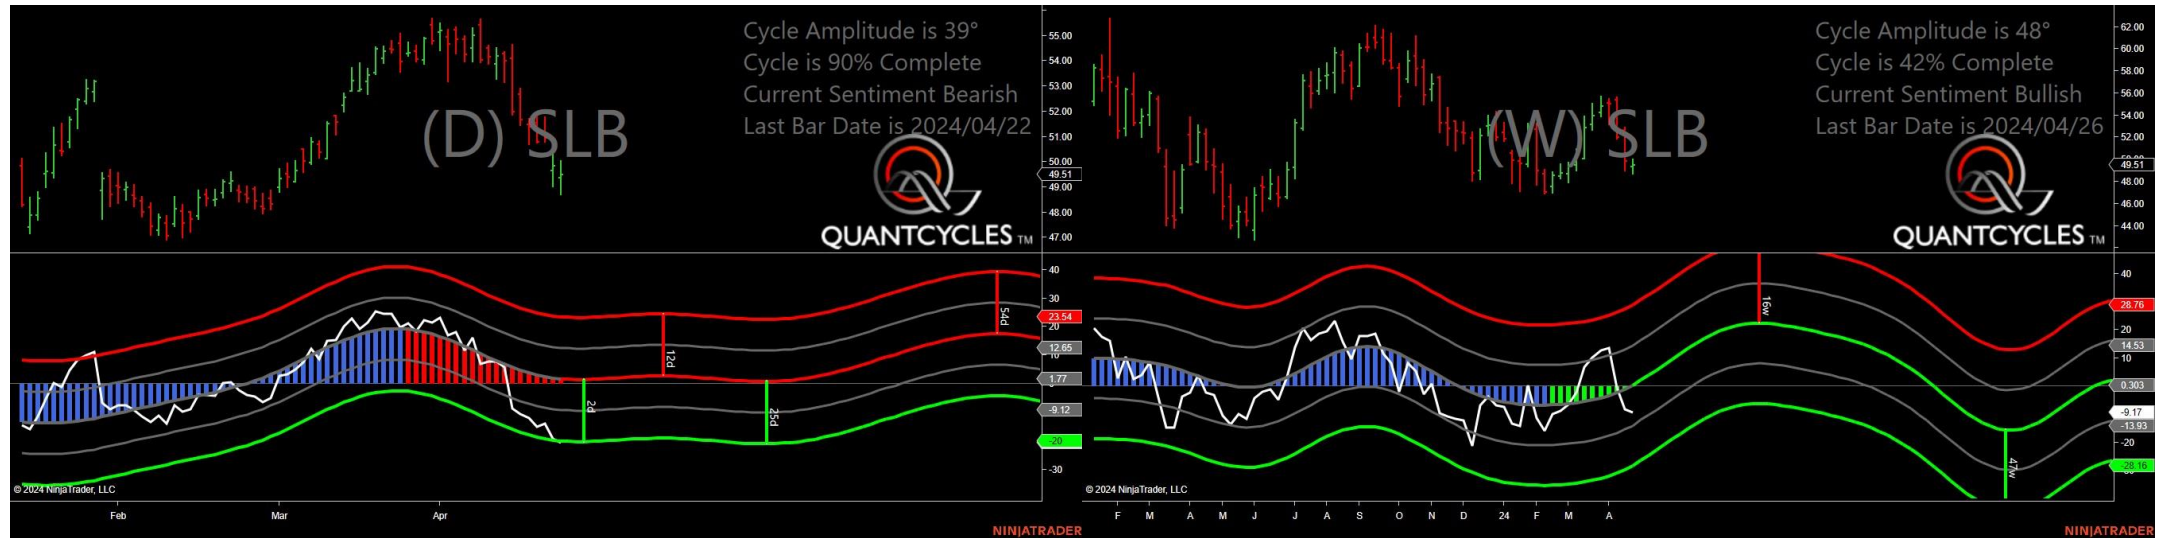 Cycle Amplitude is 39°
Cycle is 90% Complete
Current Sentiment Bearish
Last Bar Date is 2024/04/22
(D) SLB
QUANTCYCLES TM
55.00
54.00
53.00
52.00
51.00
50.00
49.51
49.00
48.00
47.00
40
30
23.54
20
12.65
10
1.77
-9.12
-20
-30
2d
12d
25d
54d
© 2024 NinjaTrader, LLC
Feb Mar Apr
NINJATRADER
Cycle Amplitude is 48°
Cycle is 42% Complete
Current Sentiment Bullish
Last Bar Date is 2024/04/26
(W) SLB
QUANTCYCLES TM
62.00
60.00
58.00
56.00
54.00
52.00
50.00
49.51
48.00
46.00
44.00
40
28.76
20
14.53
10
0.303
-9.17
-13.93
-20
-28.16
16w
47w
© 2024 NinjaTrader, LLC
F M A M J J A S O N D 24 F M A
NINJATRADER